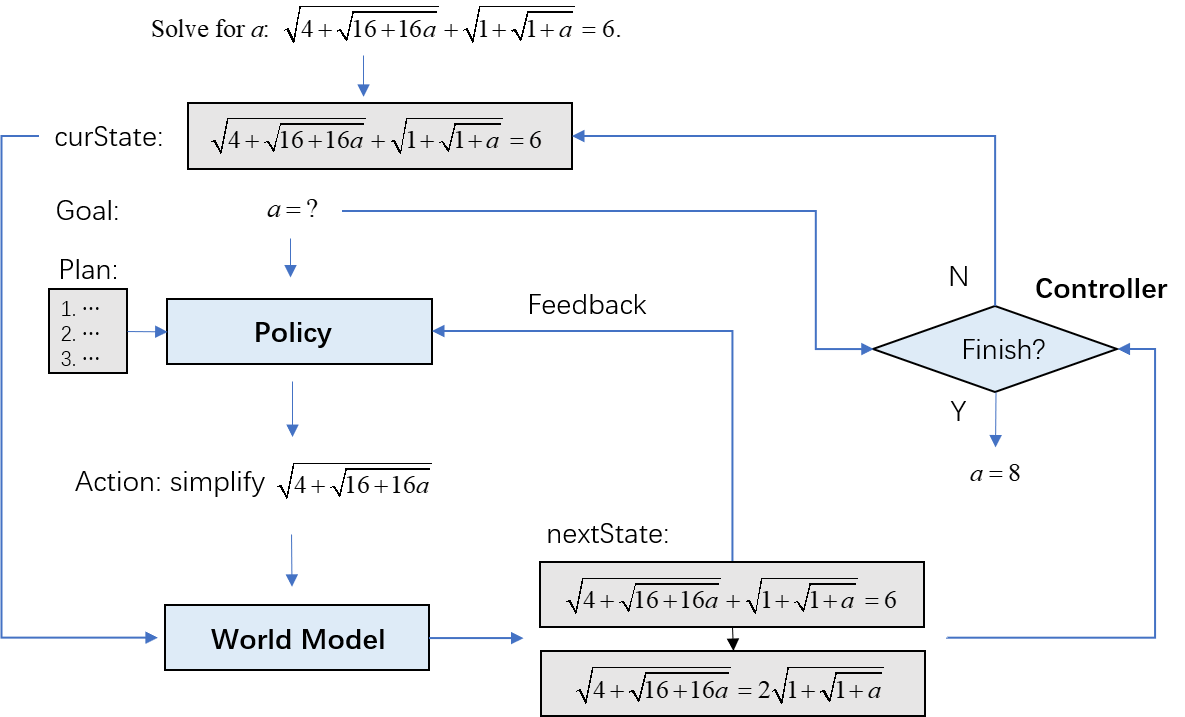 Solve for a: √(4+√(16+16a)) + √(1+√(1+a)) = 6.
curState:
√(4+√(16+16a)) + √(1+√(1+a)) = 6
Goal:
a = ?
Plan:
1. ···
2. ···
3. ···
Policy
Feedback
N
Controller
Finish?
Y
a = 8
Action: simplify √(4+√(16+16a))
nextState:
√(4+√(16+16a)) + √(1+√(1+a)) = 6
World Model
√(4+√(16+16a)) = 2√(1+√(1+a))